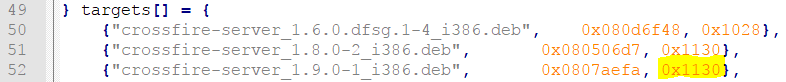 49 } targets[] = {
50 {"crossfire-server_1.6.0.dfsg.1-4_i386.deb", 0x080d6f48, 0x1028},
51 {"crossfire-server_1.8.0-2_i386.deb", 0x080506d7, 0x1130},
52 {"crossfire-server_1.9.0-1_i386.deb", 0x0807aefa, 0x1130},